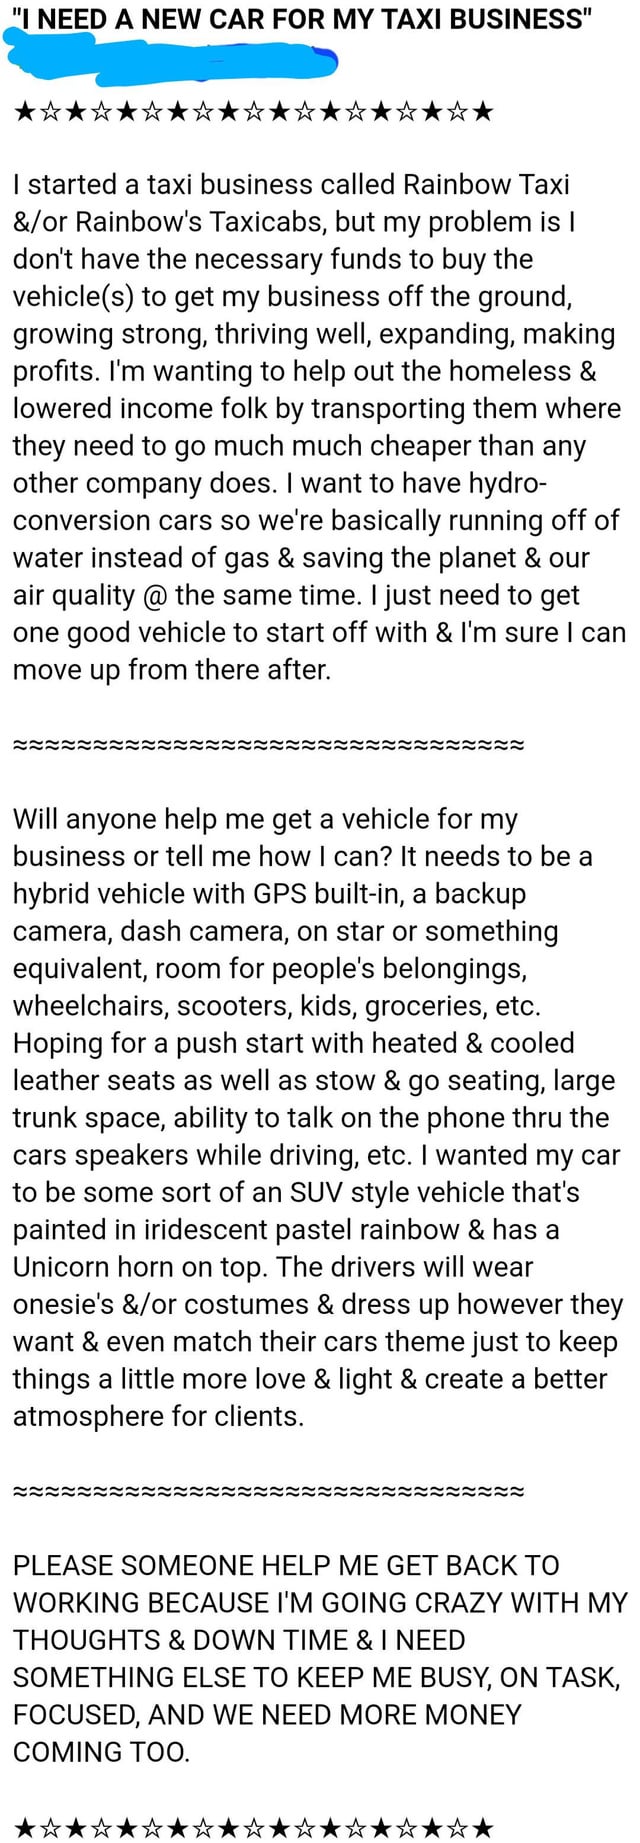 "I NEED A NEW CAR FOR MY TAXI BUSINESS"
★☆★☆★☆★☆★☆★☆★☆★☆★☆★
I started a taxi business called Rainbow Taxi
&/or Rainbow's Taxicabs, but my problem is I
don't have the necessary funds to buy the
vehicle(s) to get my business off the ground,
growing strong, thriving well, expanding, making
profits. I'm wanting to help out the homeless &
lowered income folk by transporting them where
they need to go much much cheaper than any
other company does. I want to have hydro-
conversion cars so we're basically running off of
water instead of gas & saving the planet & our
air quality @ the same time. I just need to get
one good vehicle to start off with & I'm sure I can
move up from there after.
≈≈≈≈≈≈≈≈≈≈≈≈≈≈≈≈≈≈≈≈≈≈≈≈≈≈≈≈≈≈≈≈
Will anyone help me get a vehicle for my
business or tell me how I can? It needs to be a
hybrid vehicle with GPS built-in, a backup
camera, dash camera, on star or something
equivalent, room for people's belongings,
wheelchairs, scooters, kids, groceries, etc.
Hoping for a push start with heated & cooled
leather seats as well as stow & go seating, large
trunk space, ability to talk on the phone thru the
cars speakers while driving, etc. I wanted my car
to be some sort of an SUV style vehicle that's
painted in iridescent pastel rainbow & has a
Unicorn horn on top. The drivers will wear
onesie's &/or costumes & dress up however they
want & even match their cars theme just to keep
things a little more love & light & create a better
atmosphere for clients.
≈≈≈≈≈≈≈≈≈≈≈≈≈≈≈≈≈≈≈≈≈≈≈≈≈≈≈≈≈≈≈≈
PLEASE SOMEONE HELP ME GET BACK TO
WORKING BECAUSE I'M GOING CRAZY WITH MY
THOUGHTS & DOWN TIME & I NEED
SOMETHING ELSE TO KEEP ME BUSY, ON TASK,
FOCUSED, AND WE NEED MORE MONEY
COMING TOO.
★☆★☆★☆★☆★☆★☆★☆★☆★☆★